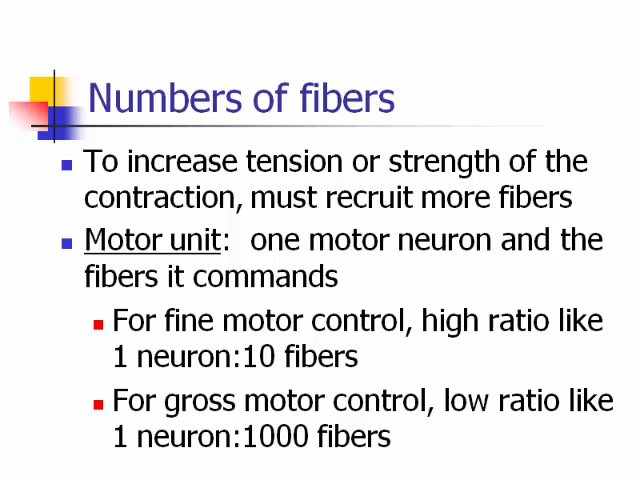 Numbers of fibers
To increase tension or strength of the
contraction, must recruit more fibers
Motor unit:  one motor neuron and the
fibers it commands
For fine motor control, high ratio like
1 neuron:10 fibers
For gross motor control, low ratio like
1 neuron:1000 fibers